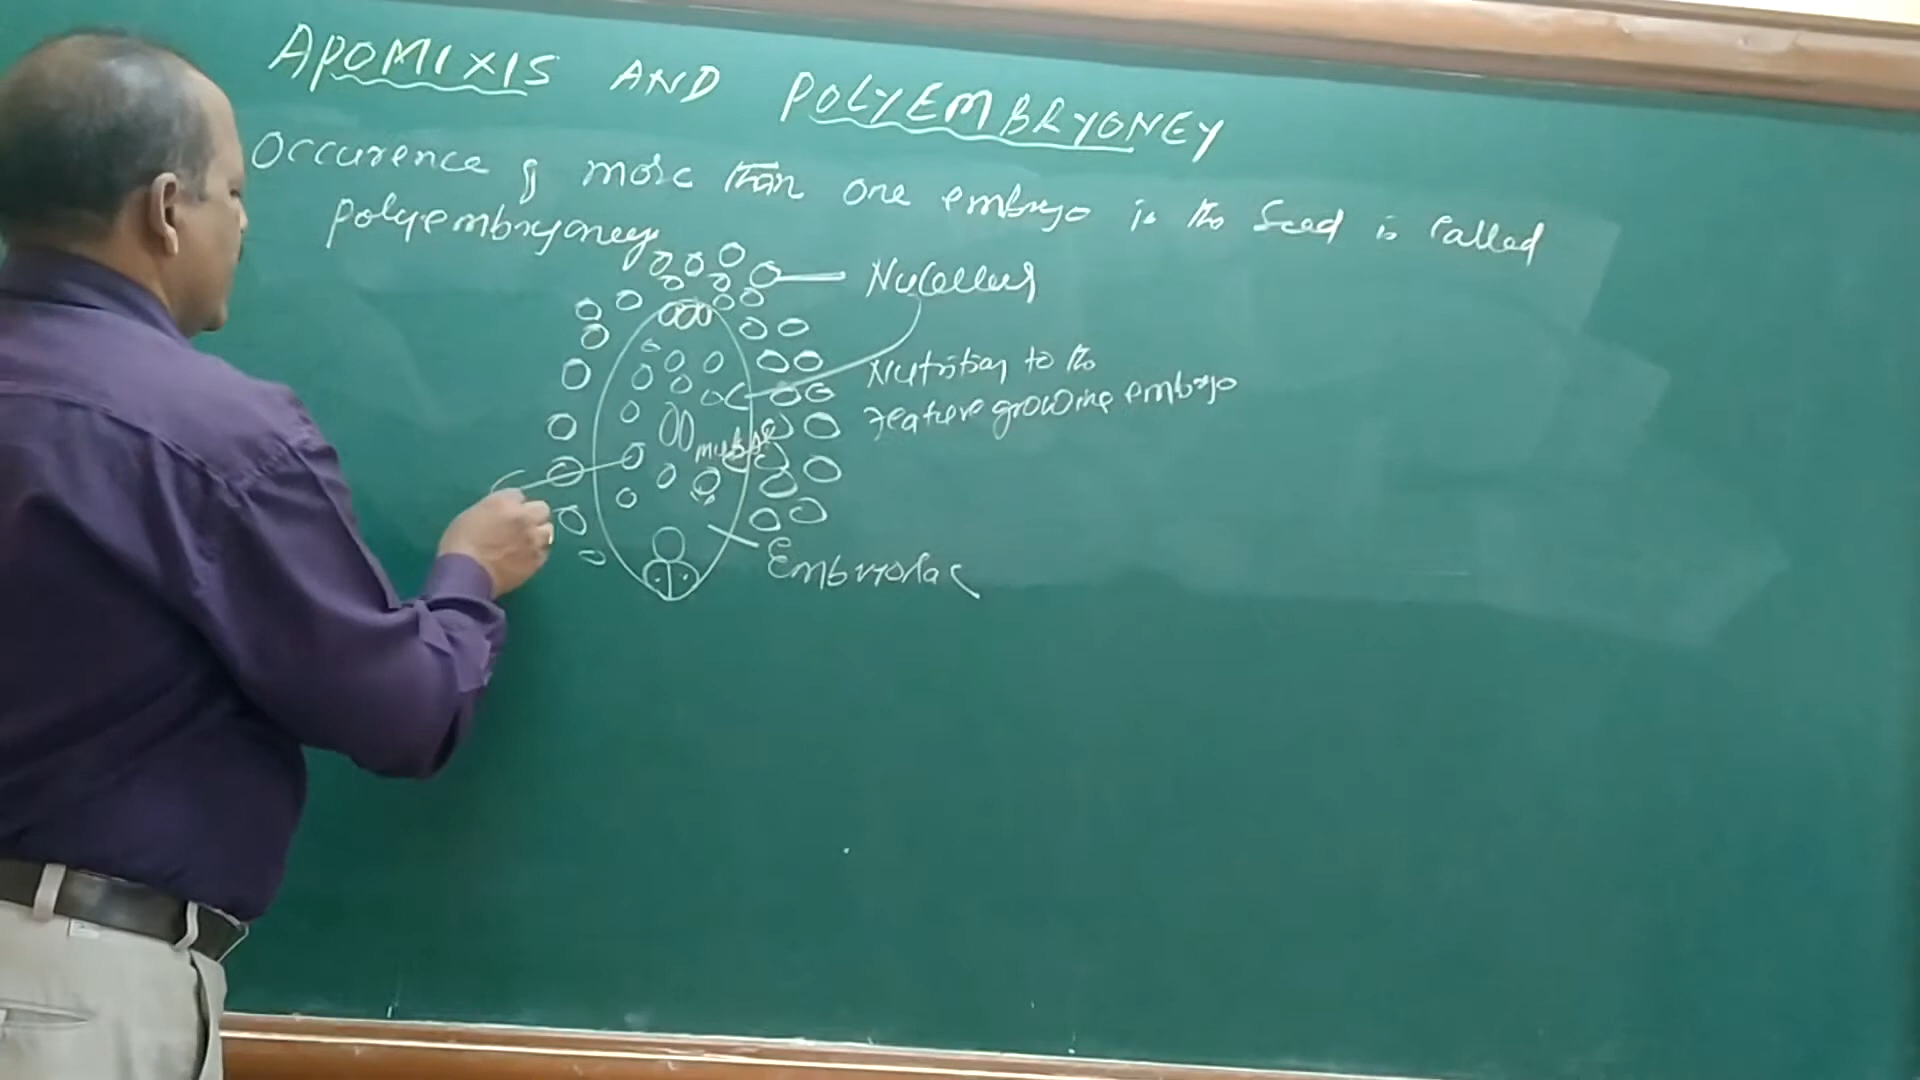 APOMIXIS AND POLYEMBRYONEY
Occurence of more than one embryo in the Seed is called
polyembryoney
Nucellus
Nutrition to the
feature growing embryo
Embryosac